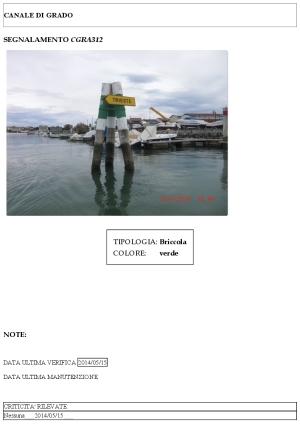 CANALE DI GRADO
SEGNALAMENTO CGRA312
TRIESTE
TIPOLOGIA: Briccola
COLORE: verde
NOTE:
DATA ULTIMA VERIFICA 2014/05/15
DATA ULTIMA MANUTENZIONE
CRITICITA' RILEVATE
Nessuna 2014/05/15